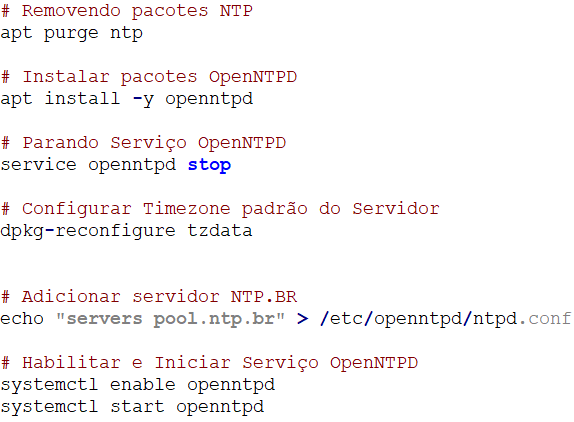 # Removendo pacotes NTP
apt purge ntp
# Instalar pacotes OpenNTPD
apt install -y openntpd
# Parando Serviço OpenNTPD
service openntpd stop
# Configurar Timezone padrão do Servidor
dpkg-reconfigure tzdata
# Adicionar servidor NTP.BR
echo "servers pool.ntp.br" > /etc/openntpd/ntpd.conf
# Habilitar e Iniciar Serviço OpenNTPD
systemctl enable openntpd
systemctl start openntpd